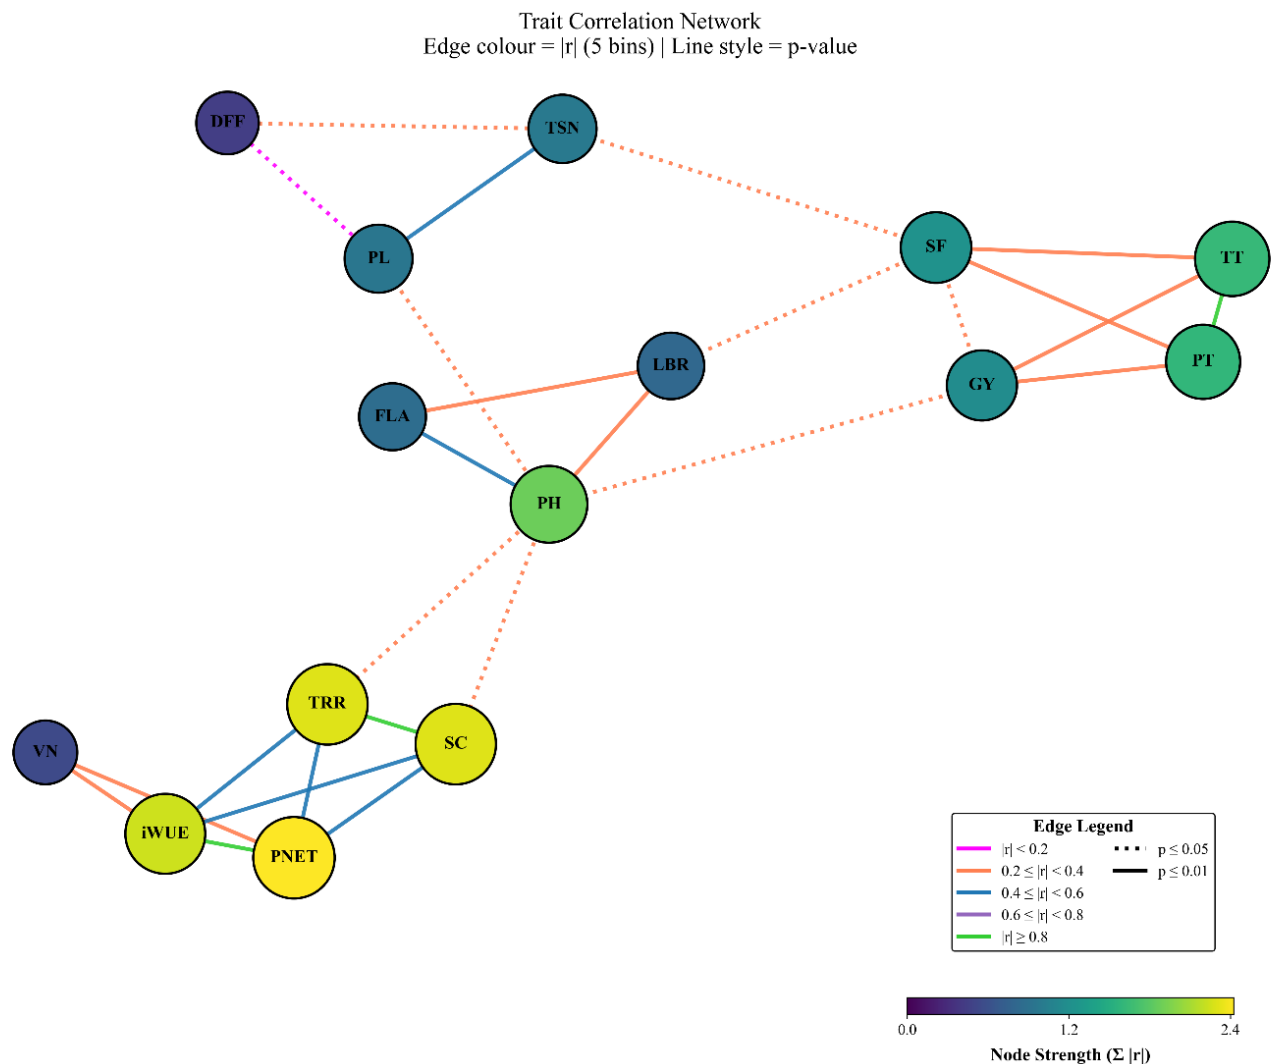 Trait Correlation Network
Edge colour = |r| (5 bins) | Line style = p-value
DFF
TSN
PL
SF
TT
LBR
PT
GY
FLA
PH
TRR
SC
VN
iWUE
PNET
Edge Legend
|r| < 0.2
p ≤ 0.05
0.2 ≤ |r| < 0.4
p ≤ 0.01
0.4 ≤ |r| < 0.6
0.6 ≤ |r| < 0.8
|r| ≥ 0.8
0.0 1.2 2.4
Node Strength (Σ |r|)